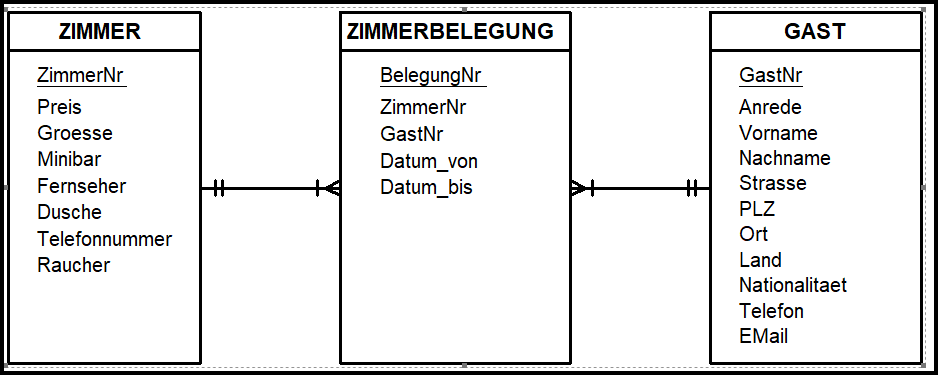 ZIMMER
ZimmerNr
Preis
Groesse
Minibar
Fernseher
Dusche
Telefonnummer
Raucher
ZIMMERBELEGUNG
BelegungNr
ZimmerNr
GastNr
Datum_von
Datum_bis
GAST
GastNr
Anrede
Vorname
Nachname
Strasse
PLZ
Ort
Land
Nationalitaet
Telefon
EMail